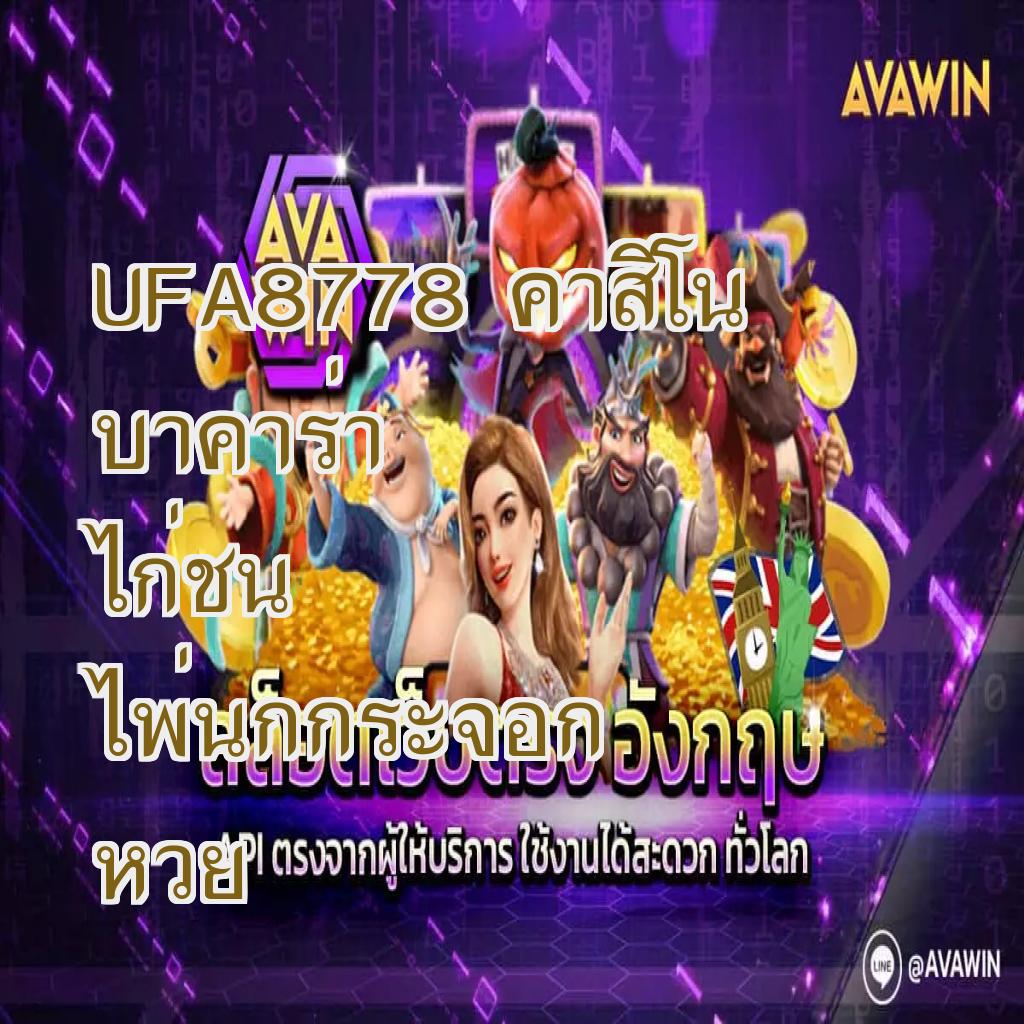 AVAWIN
AVA
WIN
UFA8778 คาสิโน
บาคาร่า
ไก่ชน
ไพ่นกกระจอก
อังกฤษ
หวย
API ตรงจากผู้ให้บริการ ใช้งานได้สะดวก ทั่วโลก
LINE @AVAWIN